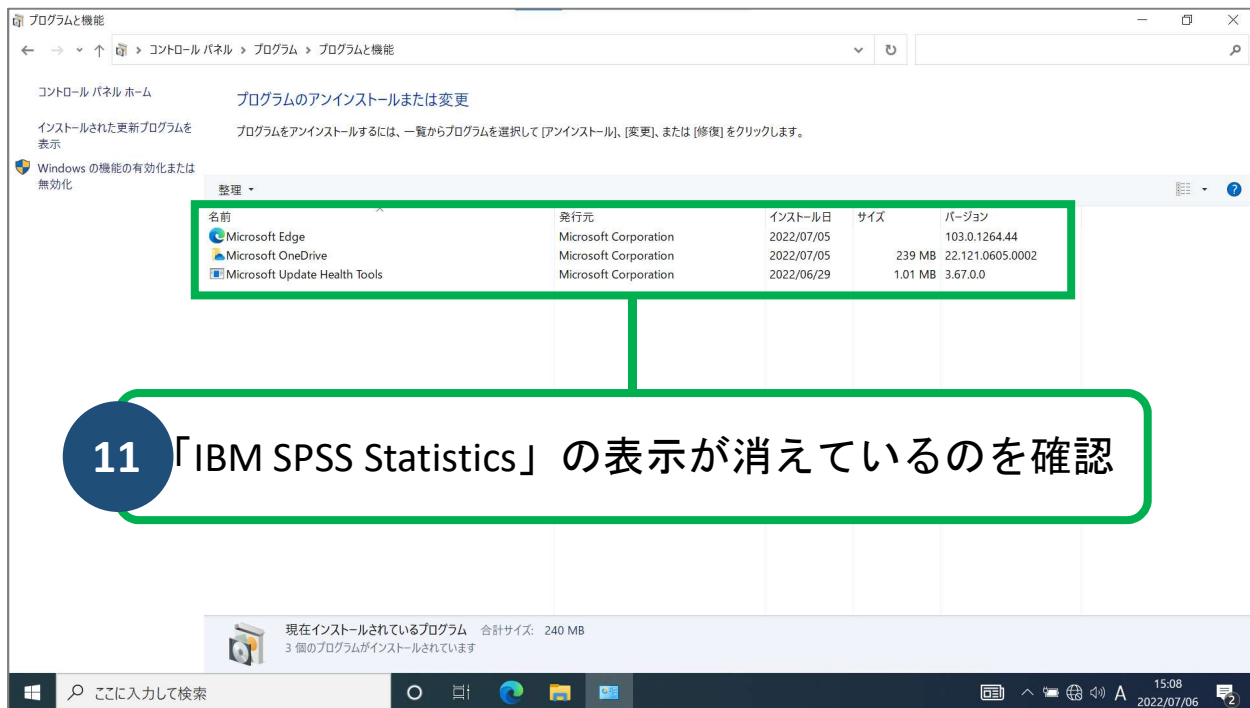 プログラムと機能
コントロール パネル > プログラム > プログラムと機能
コントロール パネル ホーム
インストールされた更新プログラムを
表示
Windows の機能の有効化または
無効化
プログラムのアンインストールまたは変更
プログラムをアンインストールするには、一覧からプログラムを選択して [アンインストール]、[変更]、または [修復] をクリックします。
整理
名前 発行元 インストール日 サイズ バージョン
Microsoft Edge Microsoft Corporation 2022/07/05 103.0.1264.44
Microsoft OneDrive Microsoft Corporation 2022/07/05 239 MB 22.121.0605.0002
Microsoft Update Health Tools Microsoft Corporation 2022/06/29 1.01 MB 3.67.0.0
11 「IBM SPSS Statistics」の表示が消えているのを確認
現在インストールされているプログラム 合計サイズ: 240 MB
3 個のプログラムがインストールされています
ここに入力して検索
A
15:08
2022/07/06
2